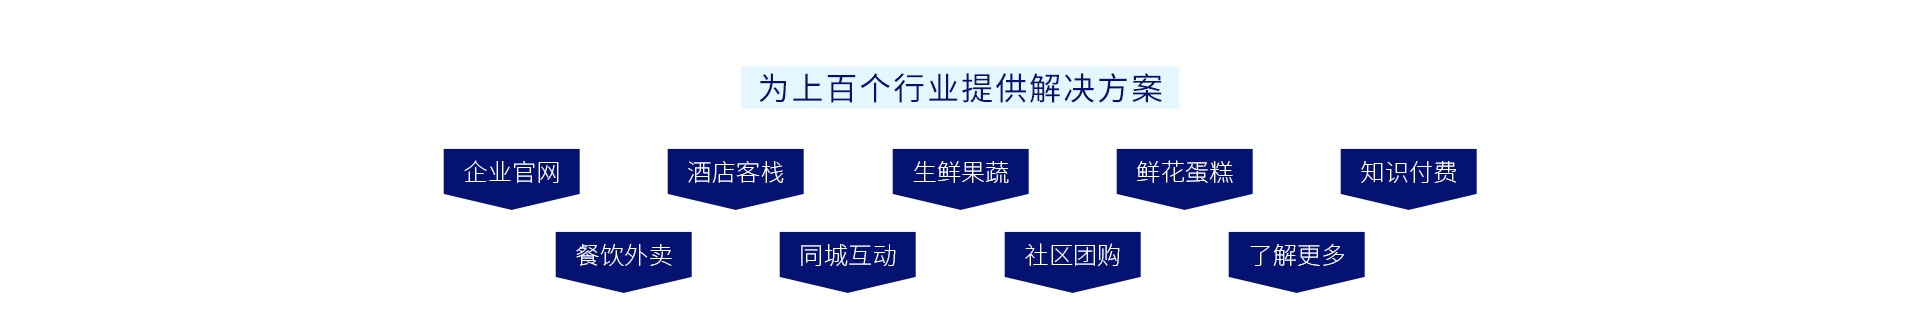 为上百个行业提供解决方案
企业官网 酒店客栈 生鲜果蔬 鲜花蛋糕 知识付费
餐饮外卖 同城互动 社区团购 了解更多